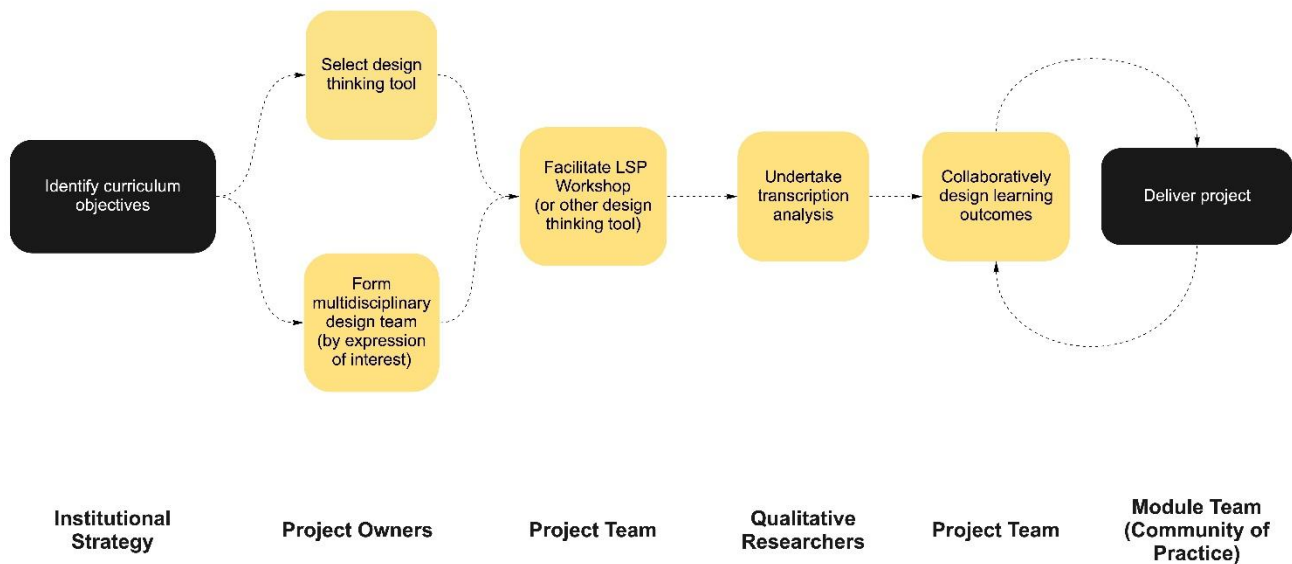 Select design
thinking tool
Identify curriculum
objectives
Form
multidisciplinary
design team
(by expression
of interest)
Facilitate LSP
Workshop
(or other design
thinking tool)
Undertake
transcription
analysis
Collaboratively
design learning
outcomes
Deliver project
Institutional
Strategy
Project Owners
Project Team
Qualitative
Researchers
Project Team
Module Team
(Community of
Practice)